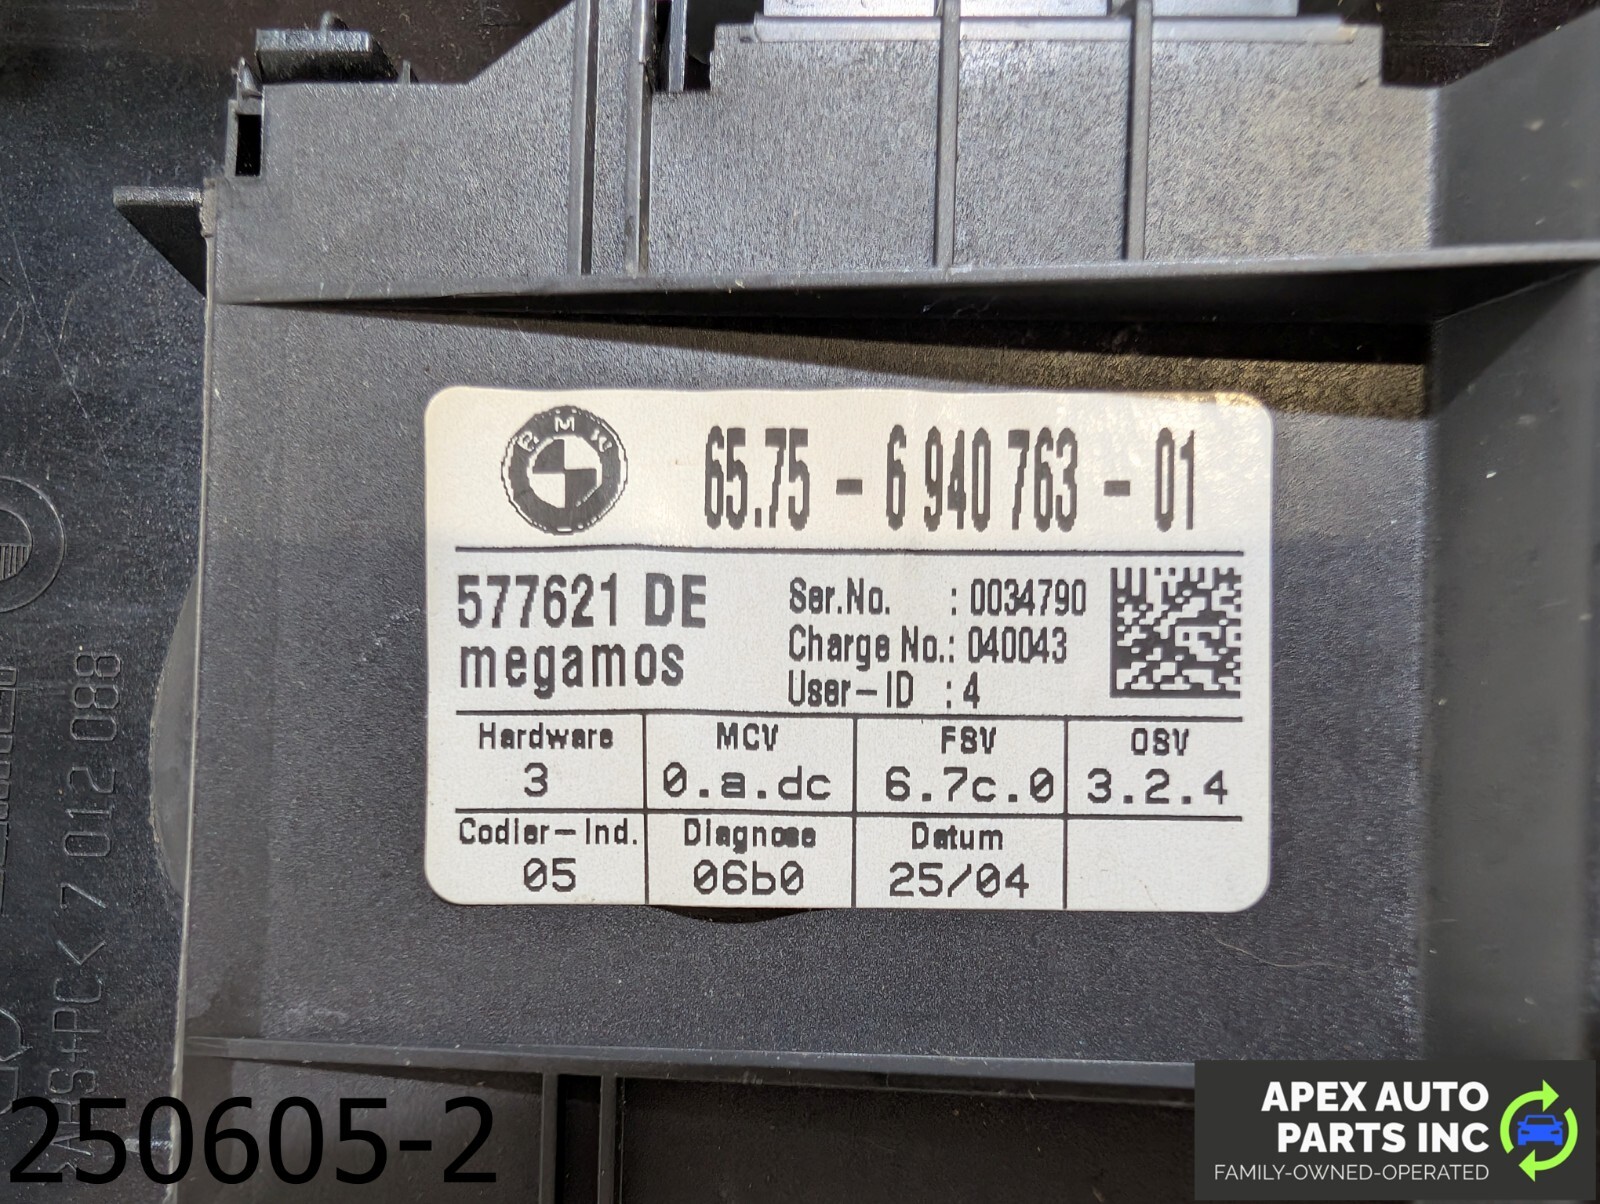 BMW
65.75 - 6 940 763 - 01
577621 DE
megamos
Ser.No. : 0034790
Charge No.: 040043
User-ID : 4
Hardware MCV FSV OSV
3 0.a.dc 6.7c.0 3.2.4
Codier-Ind. Diagnose Datum
05 06b0 25/04
7 012 088
250605-2
APEX AUTO
PARTS INC
FAMILY-OWNED-OPERATED